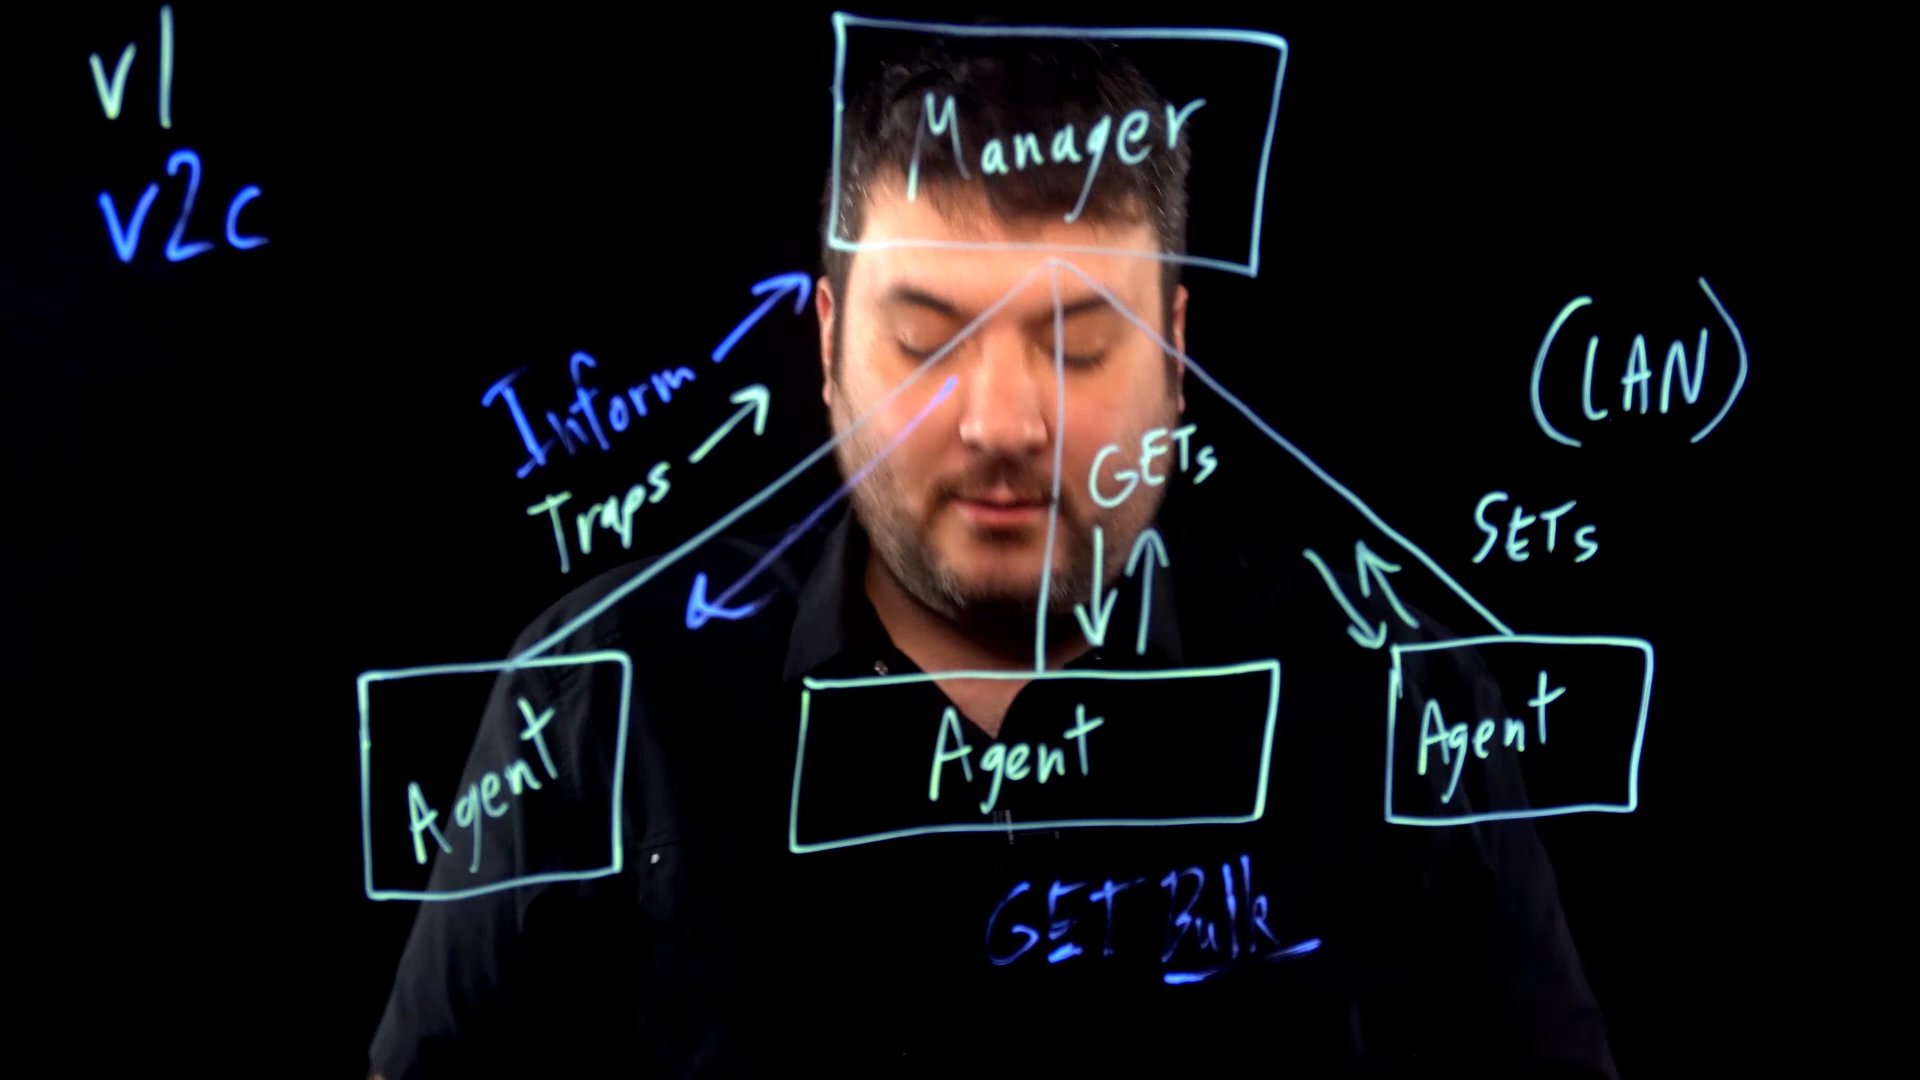 v1
v2c
Manager
Inform
Traps
GETs
(LAN)
SETs
Agent
Agent
Agent
GET Bulk